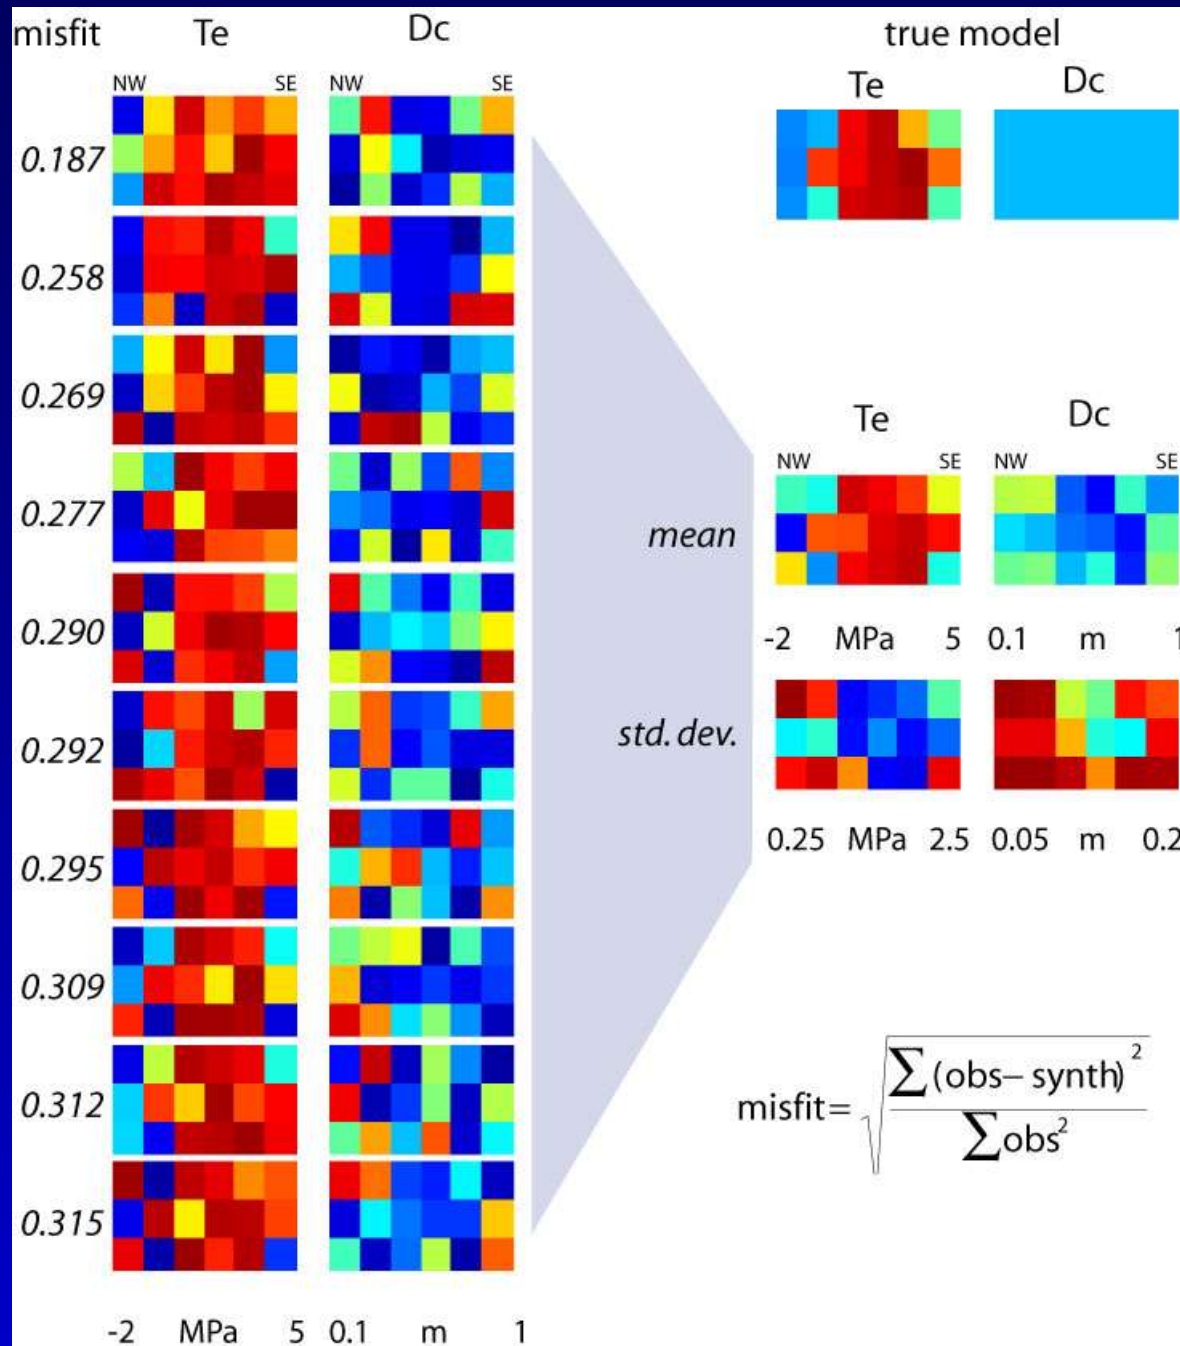 misfit Te Dc
NW SE NW SE
0.187
0.258
0.269
0.277
0.290
0.292
0.295
0.309
0.312
0.315
-2 MPa 5 0.1 m 1
true model
Te Dc
Te Dc
NW SE NW SE
mean
-2 MPa 5 0.1 m 1
std. dev.
0.25 MPa 2.5 0.05 m 0.2
misfit= √∑(obs– synth)² / ∑obs²